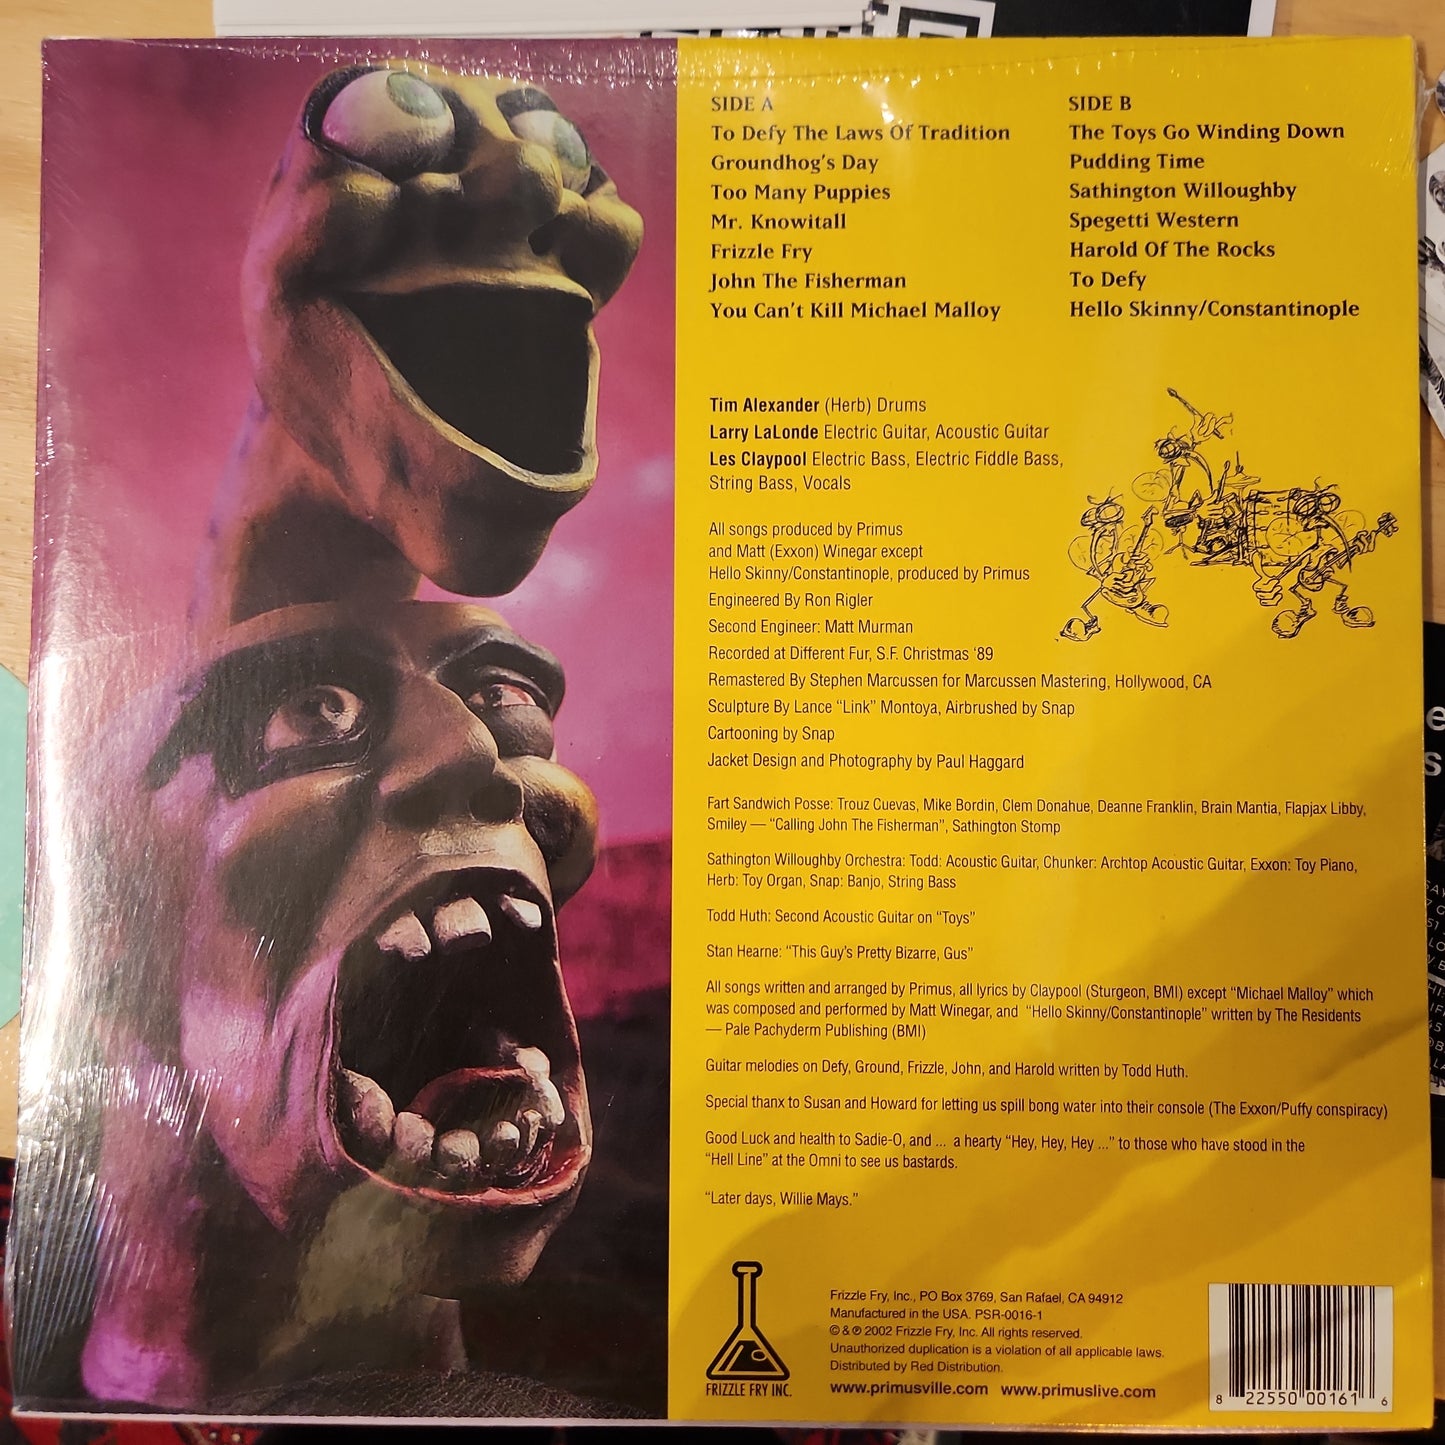 SIDE A
To Defy The Laws Of Tradition
Groundhog's Day
Too Many Puppies
Mr. Knowitall
Frizzle Fry
John The Fisherman
You Can't Kill Michael Malloy
SIDE B
The Toys Go Winding Down
Pudding Time
Sathington Willoughby
Spegetti Western
Harold Of The Rocks
To Defy
Hello Skinny/Constantinople
Tim Alexander (Herb) Drums
Larry LaLonde Electric Guitar, Acoustic Guitar
Les Claypool Electric Bass, Electric Fiddle Bass,
String Bass, Vocals
All songs produced by Primus
and Matt (Exxon) Winegar except
Hello Skinny/Constantinople, produced by Primus
Engineered By Ron Rigler
Second Engineer: Matt Murman
Recorded at Different Fur, S.F. Christmas '89
Remastered By Stephen Marcussen for Marcussen Mastering, Hollywood, CA
Sculpture By Lance "Link" Montoya, Airbrushed by Snap
Cartooning by Snap
Jacket Design and Photography by Paul Haggard
Fart Sandwich Posse: Trouz Cuevas, Mike Bordin, Clem Donahue, Deanne Franklin, Brain Mantia, Flapjax Libby,
Smiley — "Calling John The Fisherman", Sathington Stomp
Sathington Willoughby Orchestra: Todd: Acoustic Guitar, Chunker: Archtop Acoustic Guitar, Exxon: Toy Piano,
Herb: Toy Organ, Snap: Banjo, String Bass
Todd Huth: Second Acoustic Guitar on "Toys"
Stan Hearne: "This Guy's Pretty Bizarre, Gus"
All songs written and arranged by Primus, all lyrics by Claypool (Sturgeon, BMI) except "Michael Malloy" which
was composed and performed by Matt Winegar, and "Hello Skinny/Constantinople" written by The Residents
— Pale Pachyderm Publishing (BMI)
Guitar melodies on Defy, Ground, Frizzle, John, and Harold written by Todd Huth.
Special thanx to Susan and Howard for letting us spill bong water into their console (The Exxon/Puffy conspiracy)
Good Luck and health to Sadie-O, and ... a hearty "Hey, Hey, Hey ..." to those who have stood in the
"Hell Line" at the Omni to see us bastards.
"Later days, Willie Mays."
FRIZZLE FRY INC.
Frizzle Fry, Inc., PO Box 3769, San Rafael, CA 94912
Manufactured in the USA. PSR-0016-1
© & ℗ 2002 Frizzle Fry, Inc. All rights reserved.
Unauthorized duplication is a violation of all applicable laws.
Distributed by Red Distribution.
www.primusville.com www.primuslive.com
8 22550 00161 6